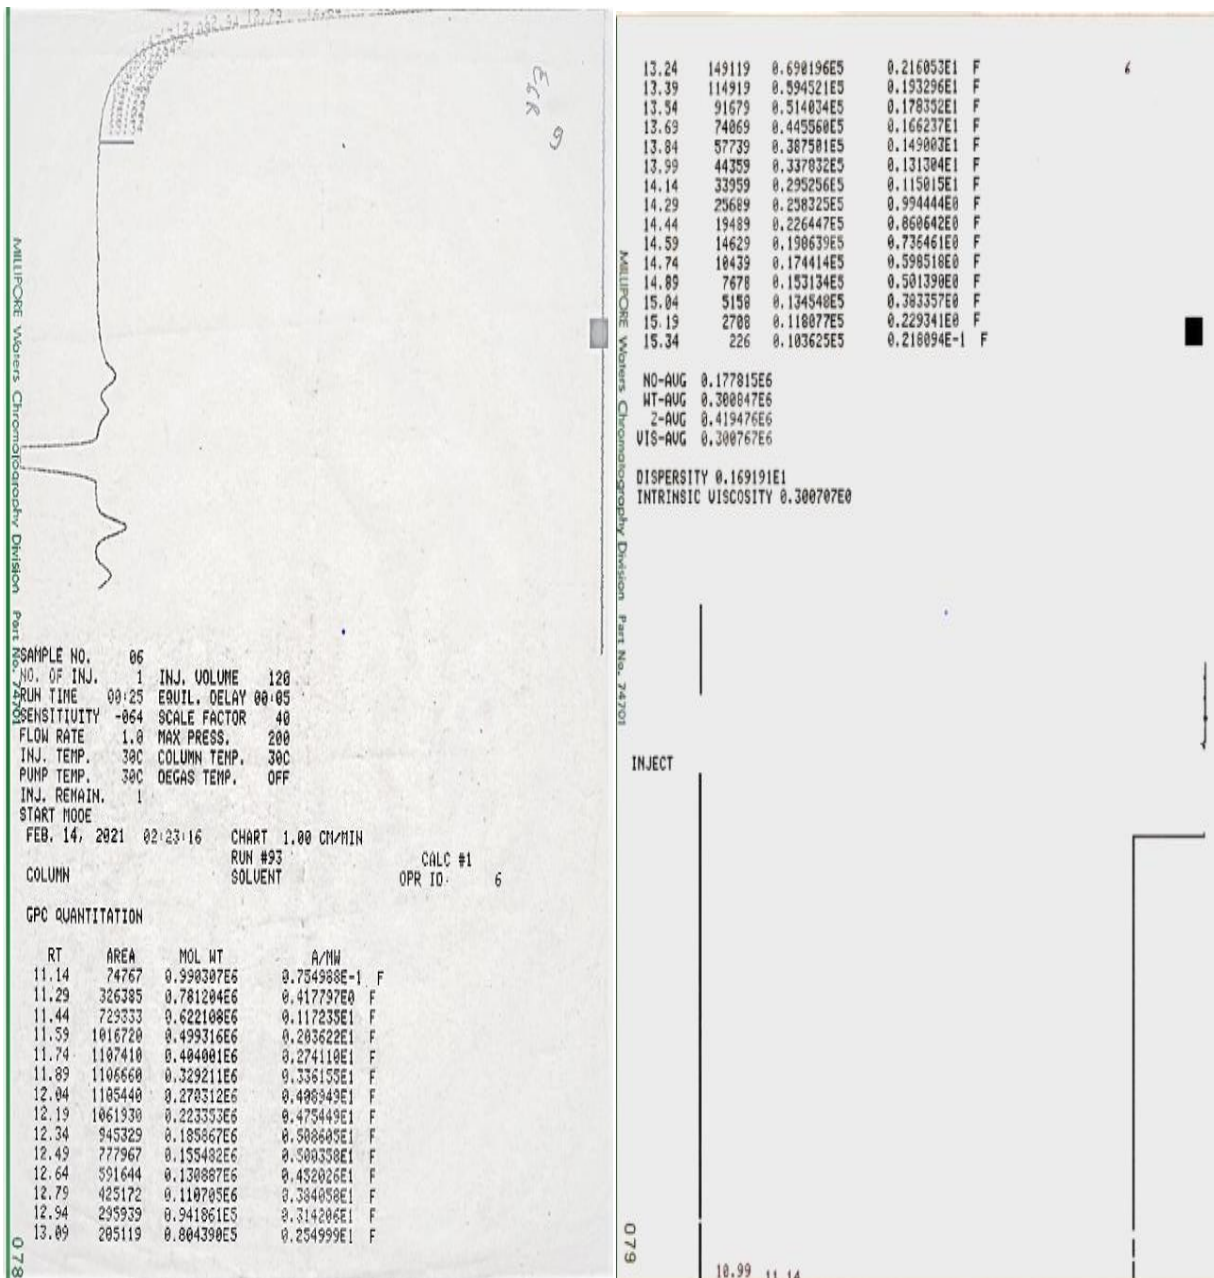 EGR
6
MILLIPORE Waters Chromatography Division Part No. 74701
SAMPLE NO. 06
NO. OF INJ. 1 INJ. VOLUME 120
RUN TIME 00:25 EQUIL. DELAY 00:05
SENSITIVITY -064 SCALE FACTOR 40
FLOW RATE 1.0 MAX PRESS. 200
INJ. TEMP. 30C COLUMN TEMP. 30C
PUMP TEMP. 30C DEGAS TEMP. OFF
INJ. REMAIN. 1
START MODE
FEB. 14, 2021 02:23:16 CHART 1.00 CM/MIN
RUN #93 CALC #1
COLUMN SOLVENT OPR ID: 6
GPC QUANTITATION
RT AREA MOL WT A/MW
11.14 74767 0.990307E6 0.754988E-1 F
11.29 326385 0.781204E6 0.417797E0 F
11.44 729333 0.622108E6 0.117235E1 F
11.59 1016720 0.499316E6 0.203622E1 F
11.74 1107410 0.404001E6 0.274110E1 F
11.89 1106660 0.329211E6 0.336155E1 F
12.04 1105440 0.270312E6 0.408949E1 F
12.19 1061930 0.223353E6 0.475449E1 F
12.34 945329 0.185867E6 0.508605E1 F
12.49 777967 0.155482E6 0.500358E1 F
12.64 591644 0.130887E6 0.452026E1 F
12.79 425172 0.110705E6 0.384058E1 F
12.94 295939 0.941861E5 0.314206E1 F
13.09 205119 0.804390E5 0.254999E1 F
078
13.24 149119 0.690196E5 0.216053E1 F
6
13.39 114919 0.594521E5 0.193296E1 F
13.54 91679 0.514034E5 0.178352E1 F
13.69 74069 0.445560E5 0.166237E1 F
13.84 57739 0.387501E5 0.149003E1 F
13.99 44359 0.337832E5 0.131304E1 F
14.14 33959 0.295256E5 0.115015E1 F
14.29 25689 0.258325E5 0.994444E0 F
14.44 19489 0.226447E5 0.860642E0 F
14.59 14629 0.198639E5 0.736461E0 F
14.74 10439 0.174414E5 0.598518E0 F
14.89 7678 0.153134E5 0.501390E0 F
15.04 5158 0.134548E5 0.383357E0 F
15.19 2708 0.118077E5 0.229341E0 F
15.34 226 0.103625E5 0.218094E-1 F
NO-AVG 0.177815E6
WT-AVG 0.300847E6
Z-AVG 0.419476E6
VIS-AVG 0.300767E6
DISPERSITY 0.169191E1
INTRINSIC VISCOSITY 0.300707E0
MILLIPORE Waters Chromatography Division Part No. 74701
INJECT
079
10.99 11.14